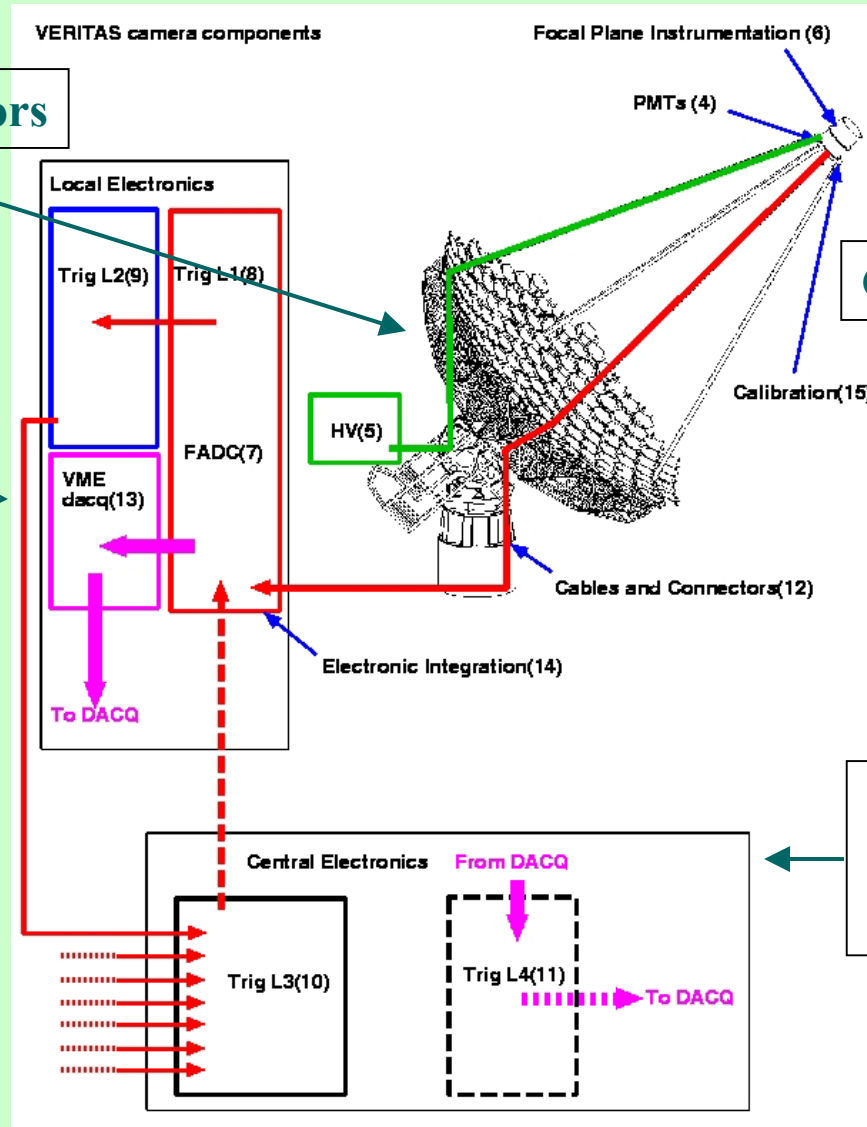 VERITAS camera components
Focal Plane Instrumentation (6)
PMTs (4)
ors
Local Electronics
Trig L2(9)
Trig L1(8)
Calibration(15)
HV(5)
FADC(7)
VME
dacq(13)
Cables and Connectors(12)
Electronic Integration(14)
To DACQ
Central Electronics
From DACQ
Trig L3(10)
Trig L4(11)
To DACQ